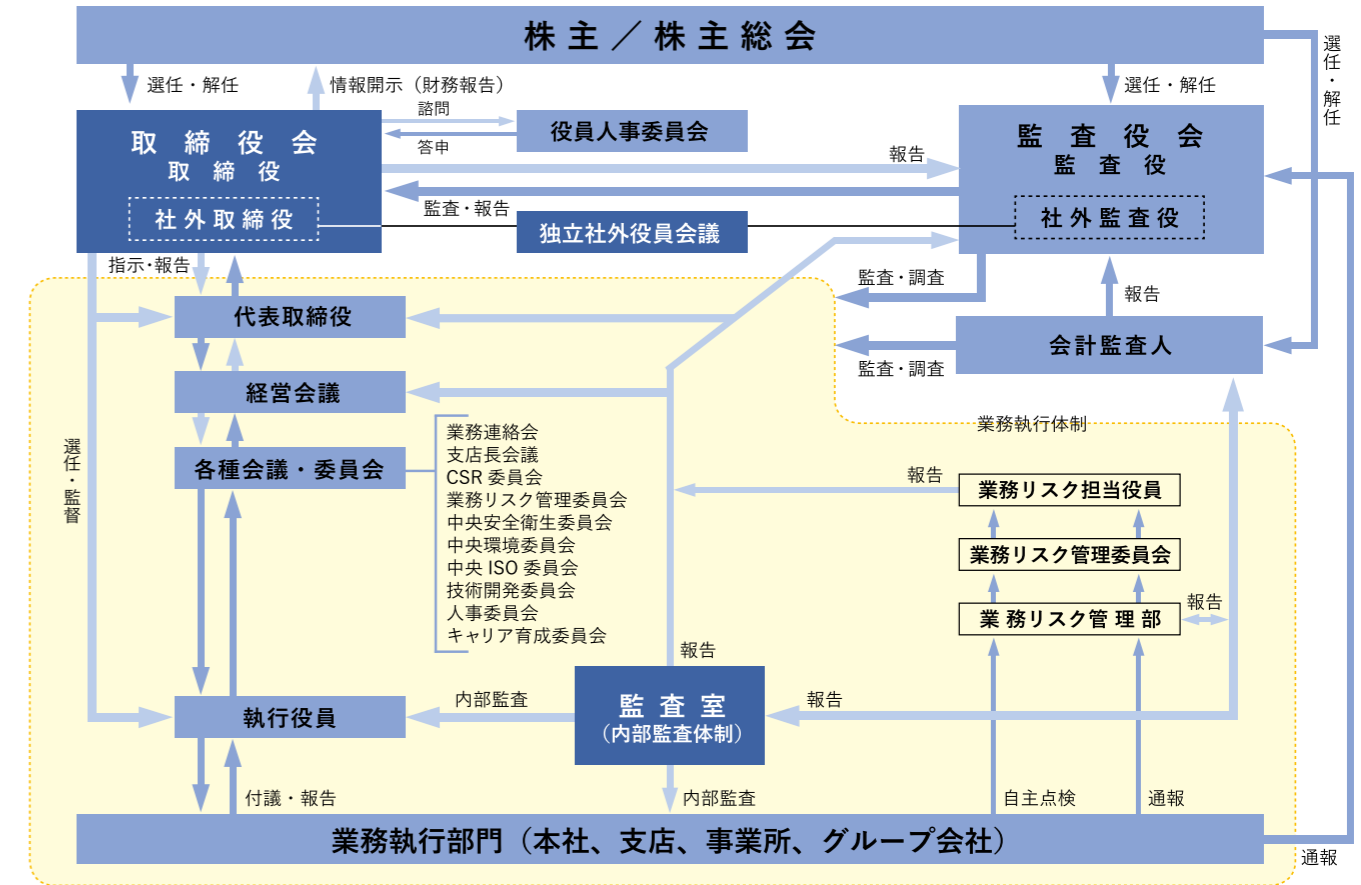 株主／株主総会
選任・解任
情報開示（財務報告）
選任・解任
選任・解任
諮問
答申
取締役会
取締役
社外取締役
役員人事委員会
報告
監査・報告
独立社外役員会議
監査役会
監査役
社外監査役
指示・報告
監査・調査
報告
代表取締役
会計監査人
監査・調査
経営会議
業務執行体制
各種会議・委員会
業務連絡会
支店長会議
CSR 委員会
業務リスク管理委員会
中央安全衛生委員会
中央環境委員会
中央 ISO 委員会
技術開発委員会
人事委員会
キャリア育成委員会
選任・監督
報告
業務リスク担当役員
業務リスク管理委員会
業務リスク管理部
報告
報告
執行役員
内部監査
監査室
（内部監査体制）
報告
付議・報告
内部監査
自主点検
通報
業務執行部門（本社、支店、事業所、グループ会社）
通報